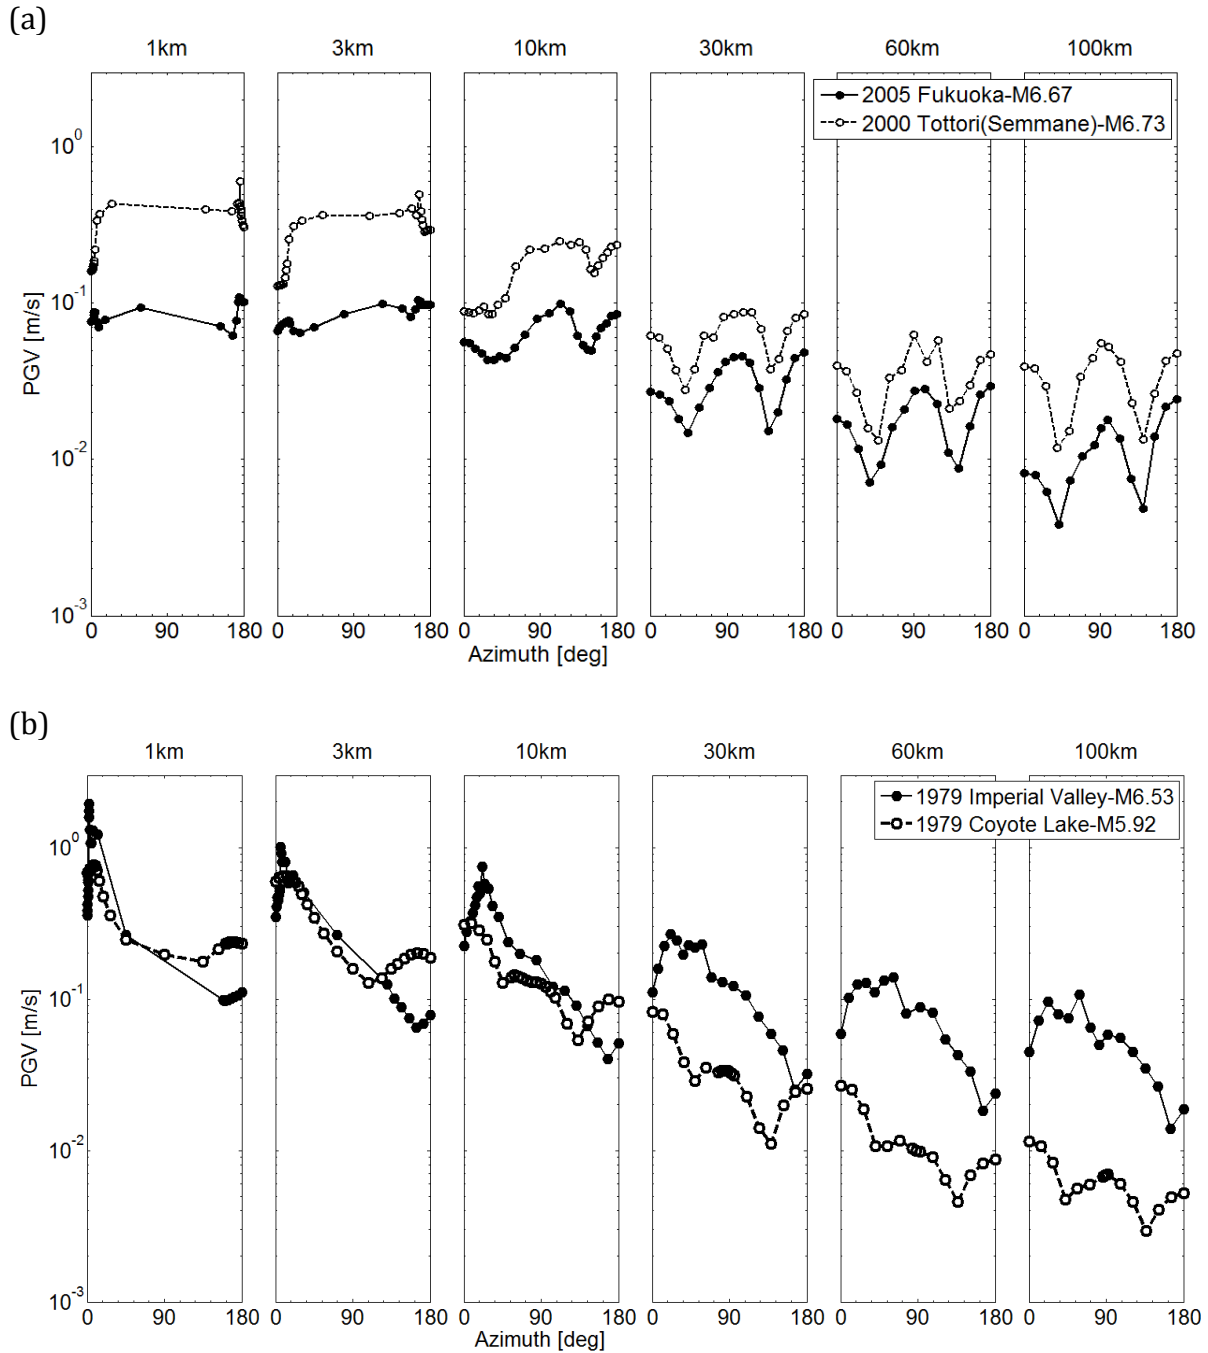 (a)
1km 3km 10km 30km 60km 100km
2005 Fukuoka-M6.67
2000 Tottori(Semmane)-M6.73
10^0
10^-1
10^-2
10^-3
PGV [m/s]
0 90 180 0 90 180 0 90 180 0 90 180 0 90 180 0 90 180
Azimuth [deg]
(b)
1km 3km 10km 30km 60km 100km
1979 Imperial Valley-M6.53
1979 Coyote Lake-M5.92
10^0
10^-1
10^-2
10^-3
PGV [m/s]
0 90 180 0 90 180 0 90 180 0 90 180 0 90 180 0 90 180
Azimuth [deg]